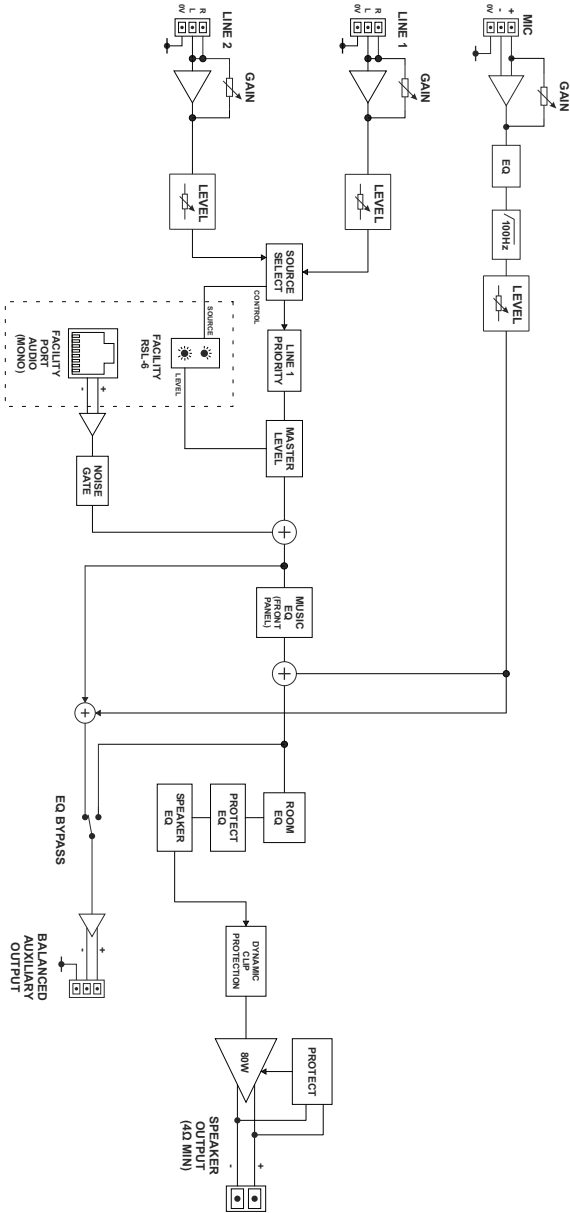 MIC
+
-
0V
GAIN
EQ
100Hz
LEVEL
LINE 1
R
L
0V
GAIN
LEVEL
LINE 2
R
L
0V
GAIN
LEVEL
SOURCE
SELECT
CONTROL
SOURCE
LINE 1
PRIORITY
FACILITY
RSL-6
LEVEL
FACILITY
PORT
AUDIO
(MONO)
+
-
MASTER
LEVEL
NOISE
GATE
+
MUSIC
EQ
(FRONT
PANEL)
+
+
ROOM
EQ
PROTECT
EQ
SPEAKER
EQ
EQ BYPASS
+
-
BALANCED
AUXILIARY
OUTPUT
DYNAMIC
CLIP
PROTECTION
80W
PROTECT
+
-
SPEAKER
OUTPUT
(4Ω MIN)